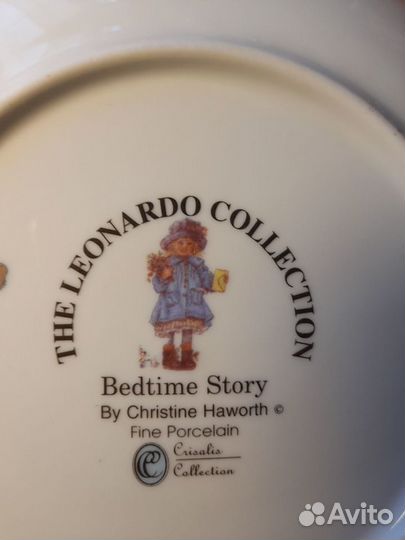 THE LEONARDO COLLECTION
Bedtime Story
By Christine Haworth ©
Fine Porcelain
Crisalis
Collection
Avito